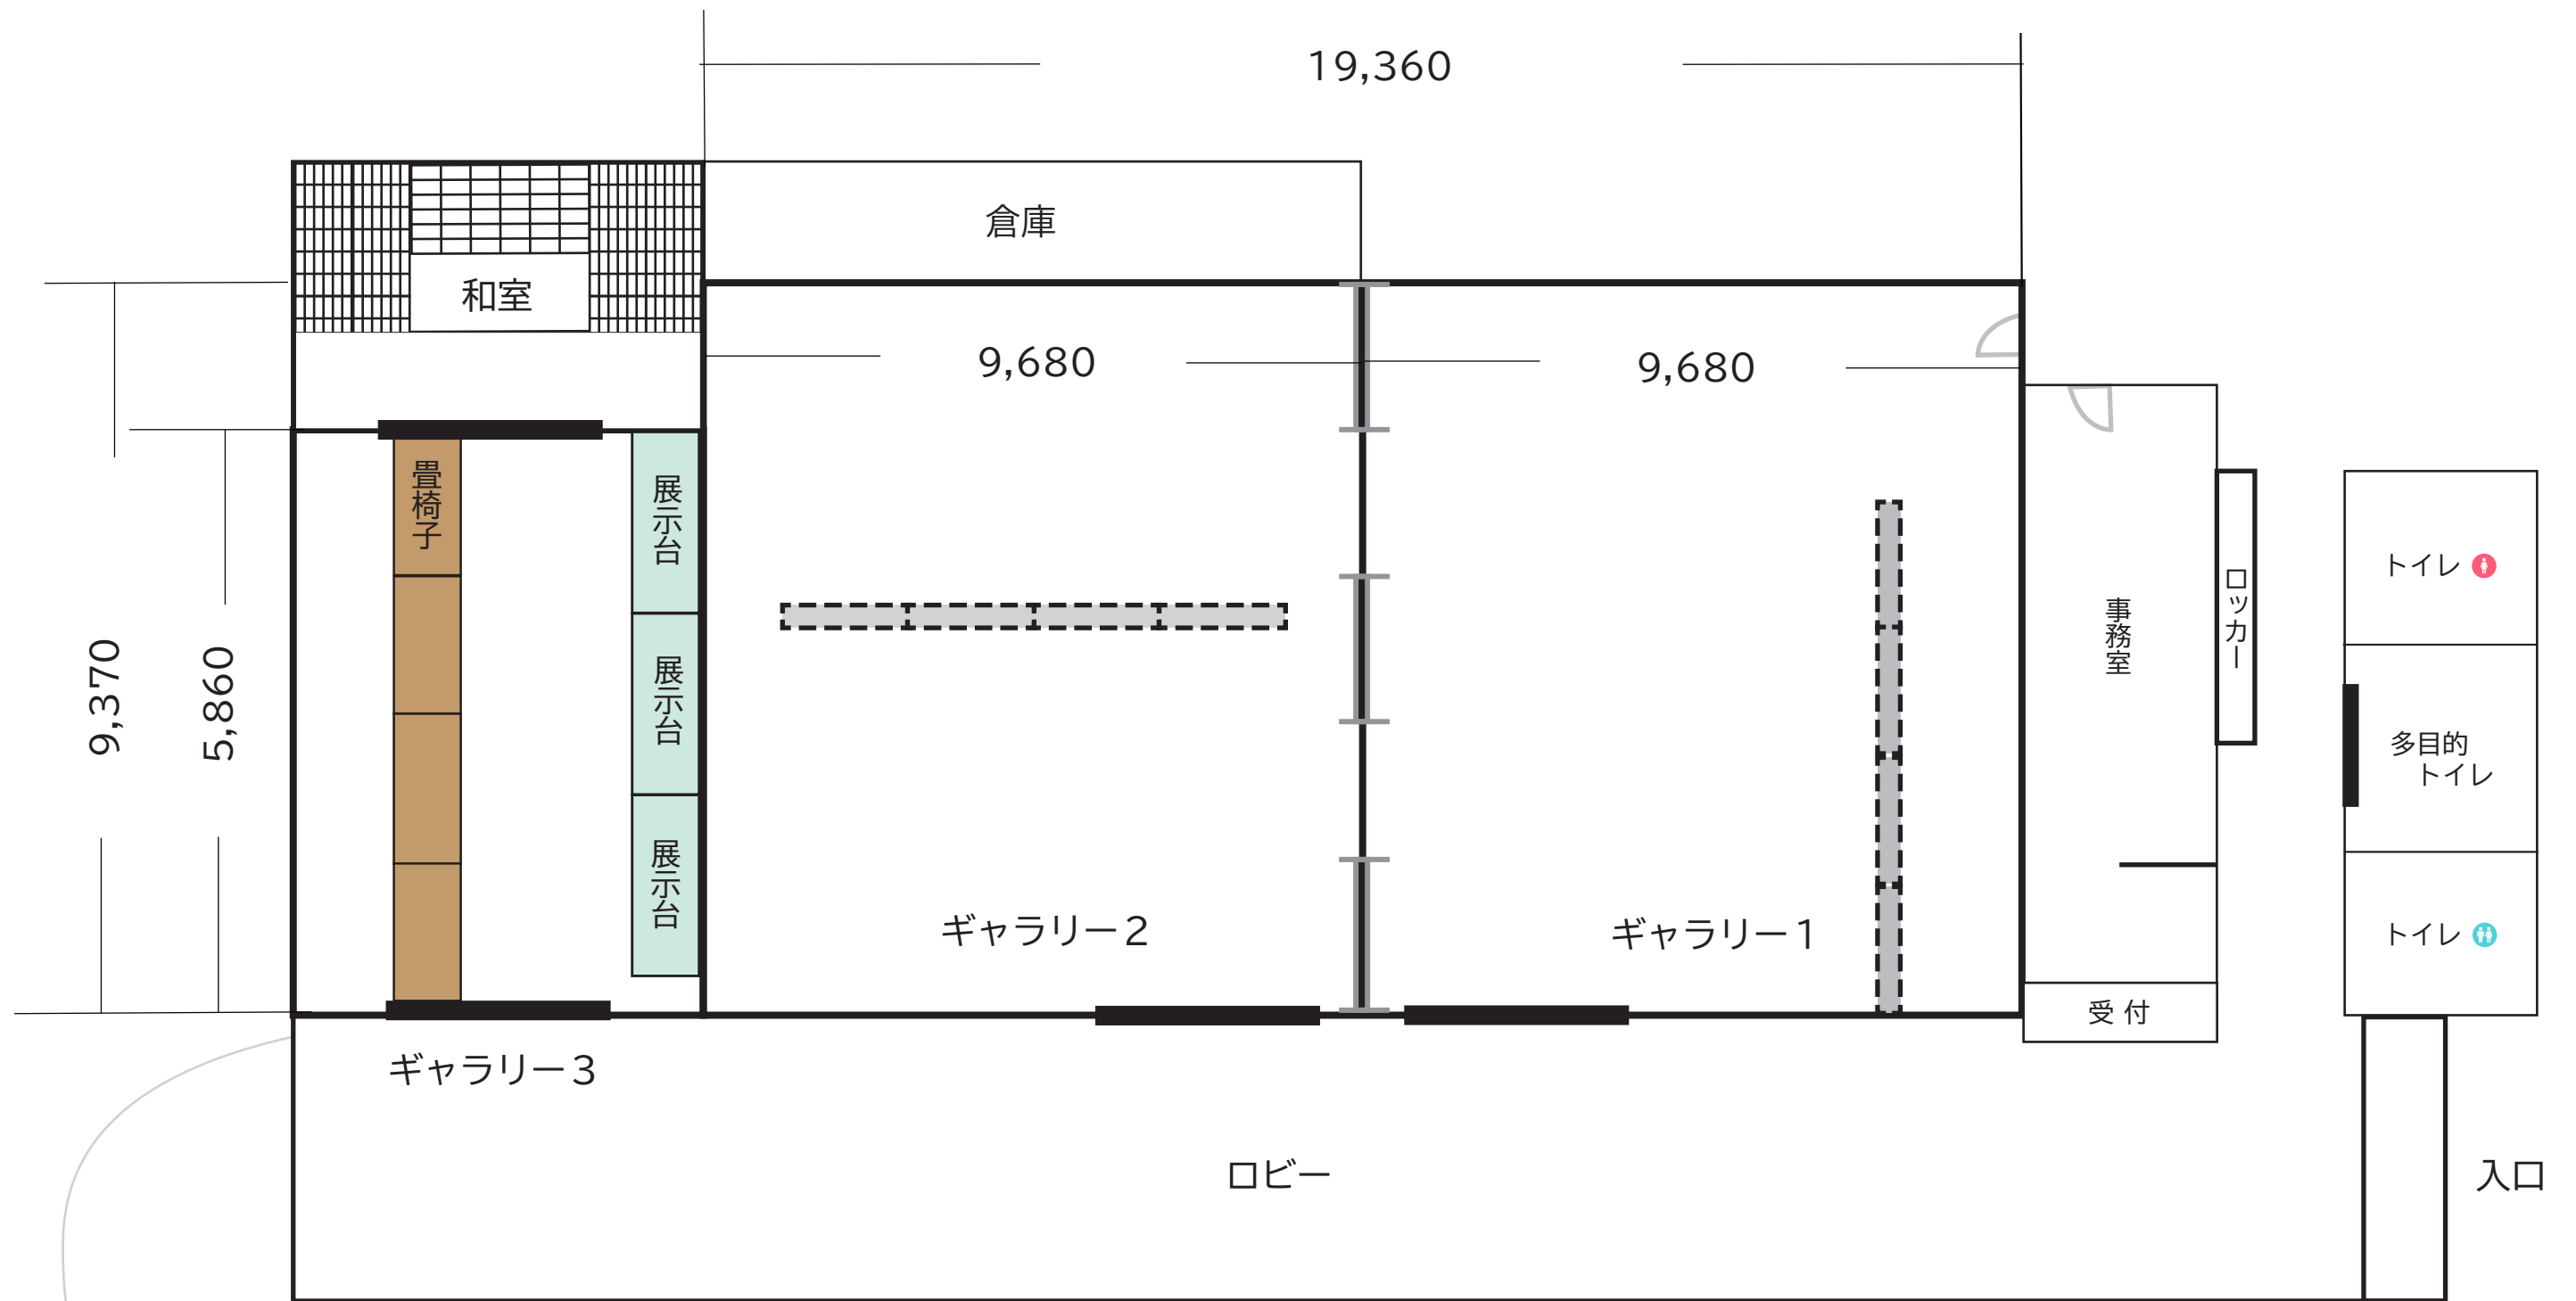 19,360
倉庫
和室
9,680
9,680
畳椅子
展示台
展示台
展示台
9,370
5,860
事務室
ロッカー
トイレ
多目的
トイレ
トイレ
ギャラリー2
ギャラリー1
受付
ギャラリー3
ロビー
入口